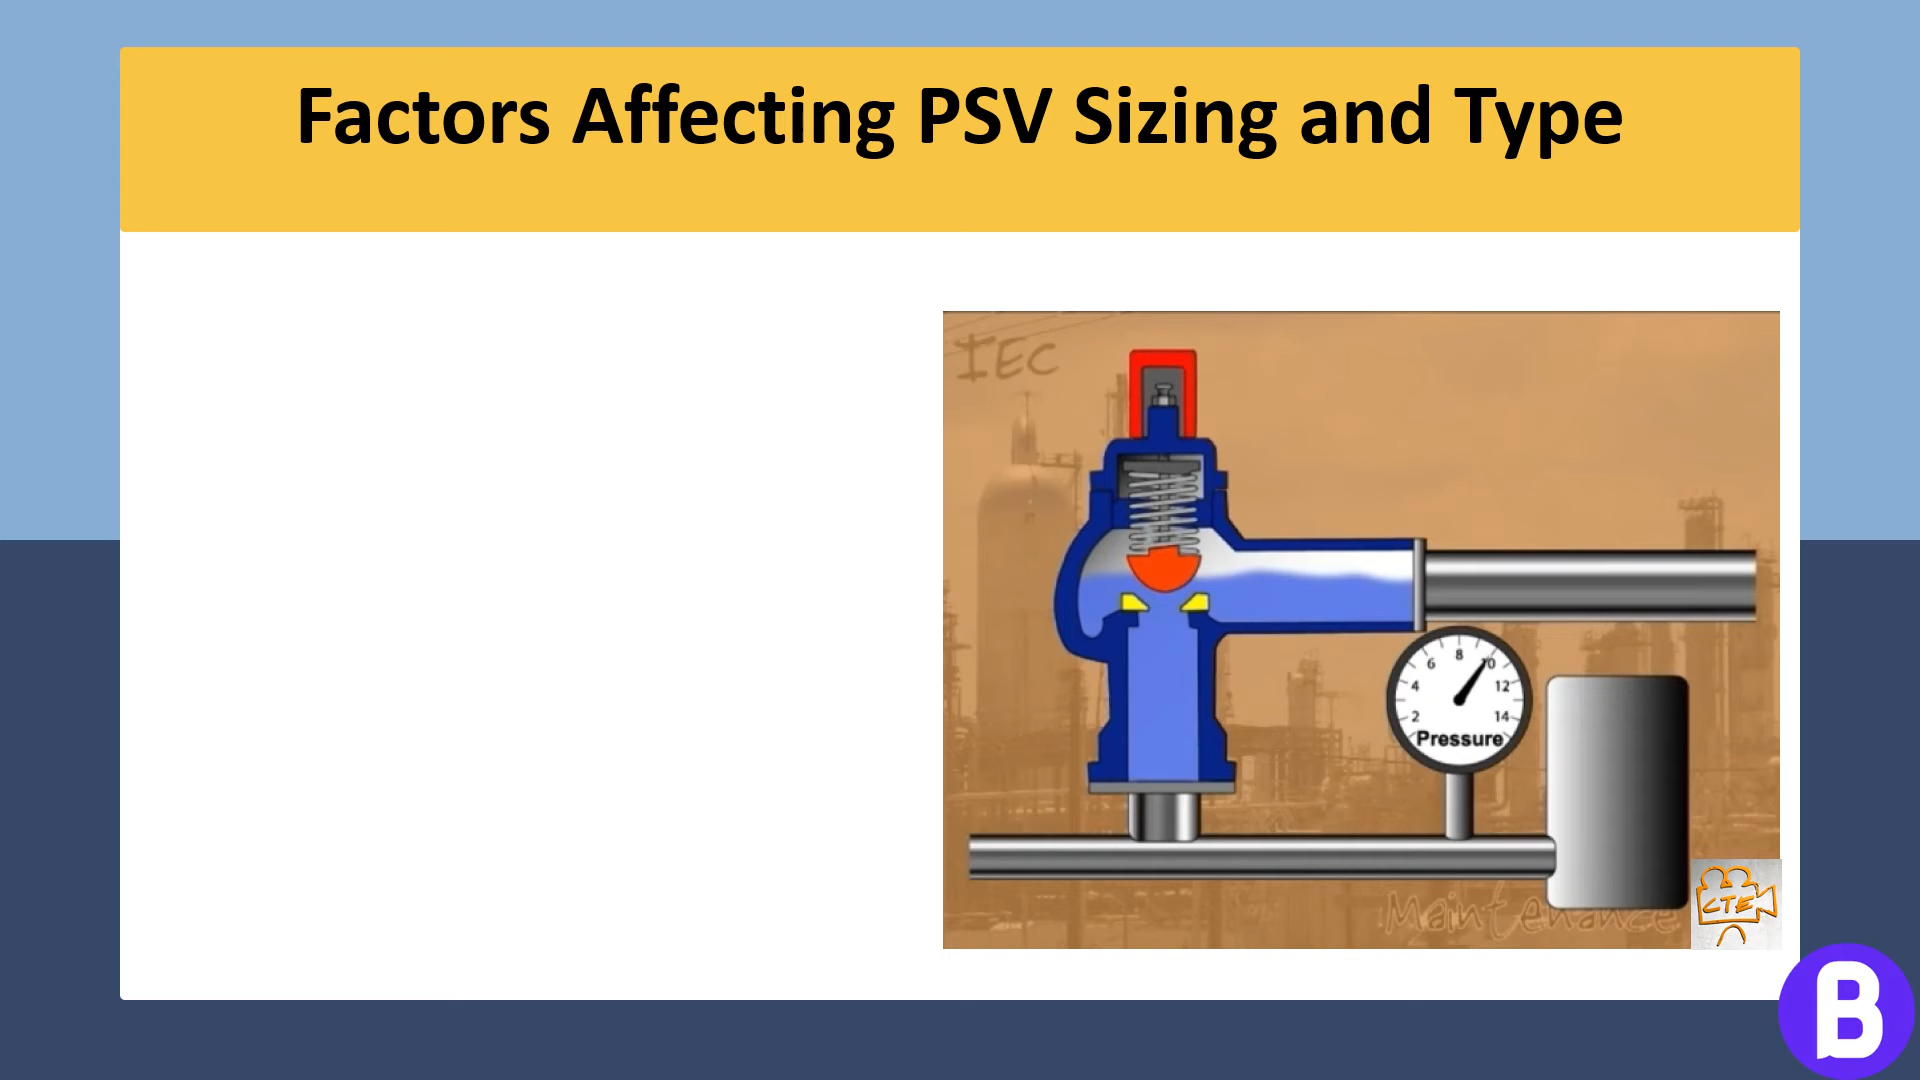 Factors Affecting PSV Sizing and Type
IEC
2
4
6
8
10
12
14
Pressure
Maintenance
CTE
B